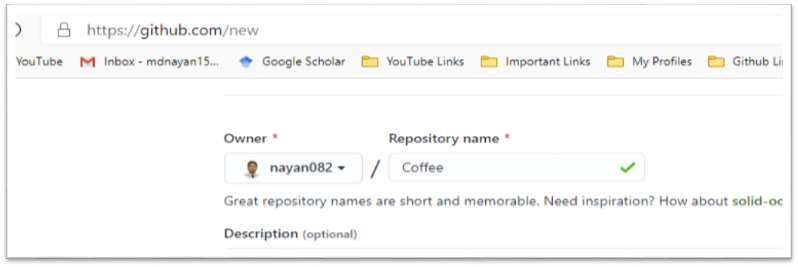 https://github.com/new
YouTube Inbox - mdnayan15... Google Scholar YouTube Links Important Links My Profiles Github Li
Owner * Repository name *
nayan082 / Coffee
Great repository names are short and memorable. Need inspiration? How about solid-oc
Description (optional)